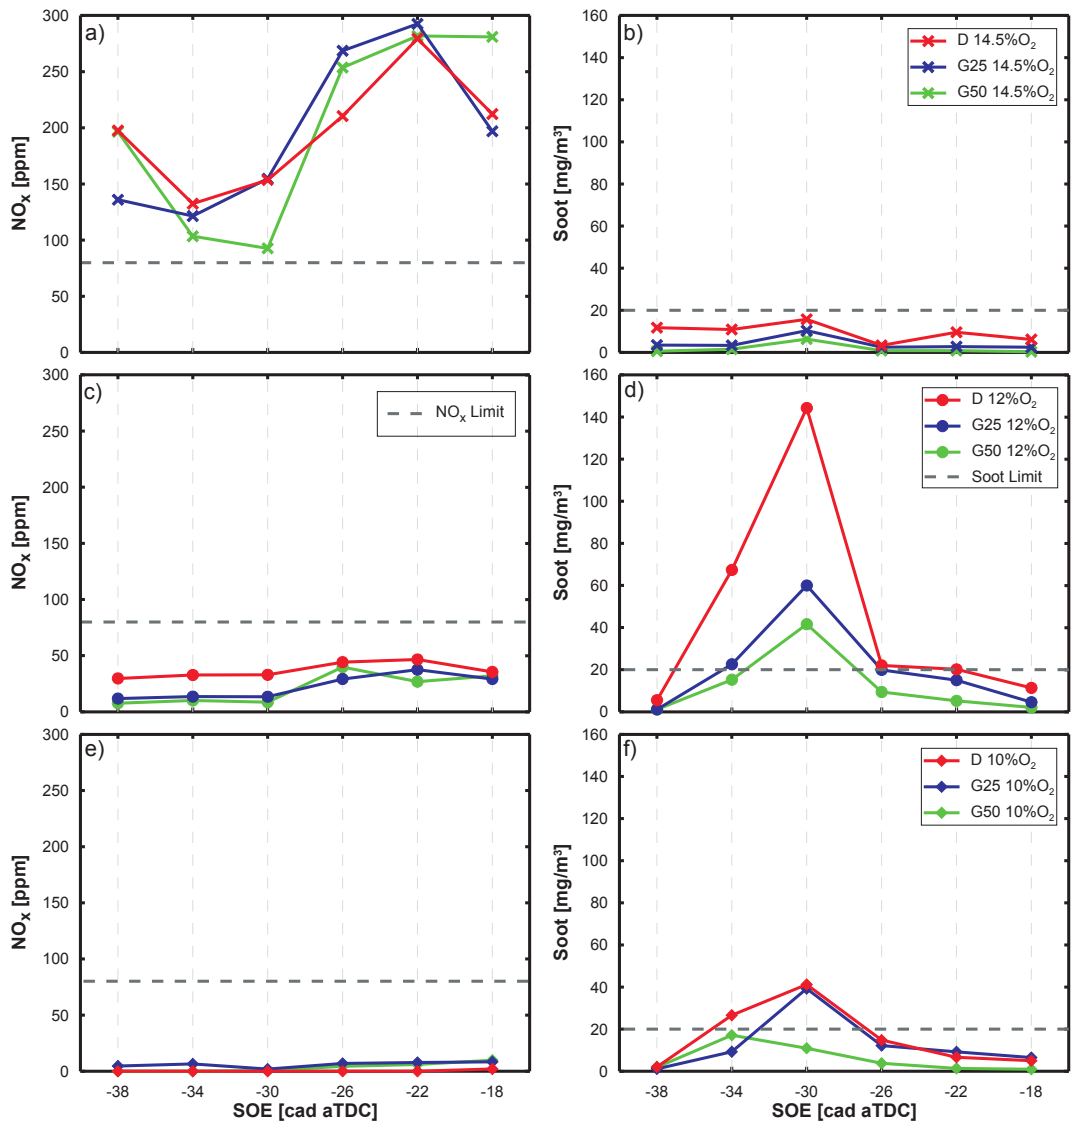 a)
300
250
200
150
100
50
0
NOx [ppm]
b)
160
140
120
100
80
60
40
20
0
Soot [mg/m³]
D 14.5%O₂
G25 14.5%O₂
G50 14.5%O₂
c)
300
250
200
150
100
50
0
NOx [ppm]
NOx Limit
d)
160
140
120
100
80
60
40
20
0
Soot [mg/m³]
D 12%O₂
G25 12%O₂
G50 12%O₂
Soot Limit
e)
300
250
200
150
100
50
0
NOx [ppm]
-38 -34 -30 -26 -22 -18
SOE [cad aTDC]
f)
160
140
120
100
80
60
40
20
0
Soot [mg/m³]
D 10%O₂
G25 10%O₂
G50 10%O₂
-38 -34 -30 -26 -22 -18
SOE [cad aTDC]